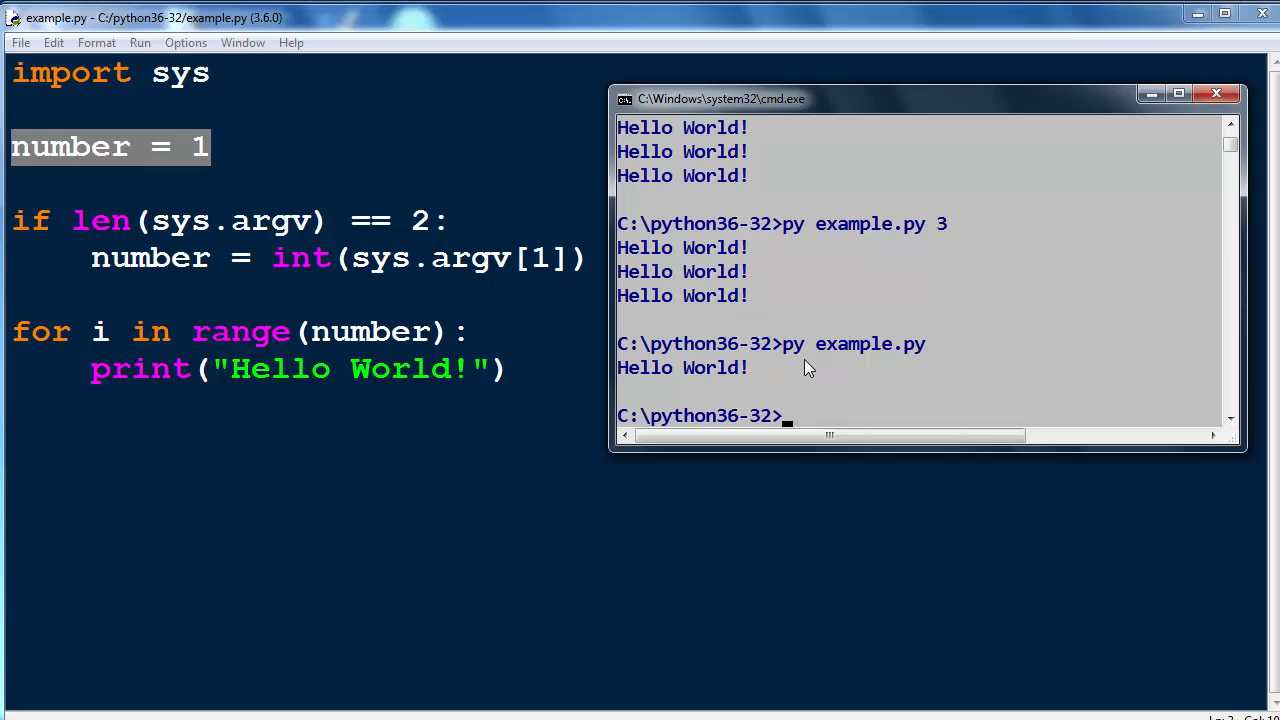 example.py - C:/python36-32/example.py (3.6.0)
File Edit Format Run Options Window Help
import sys
number = 1
if len(sys.argv) == 2:
    number = int(sys.argv[1])
for i in range(number):
    print("Hello World!")
C:\Windows\system32\cmd.exe
Hello World!
Hello World!
Hello World!
C:\python36-32>py example.py 3
Hello World!
Hello World!
Hello World!
C:\python36-32>py example.py
Hello World!
C:\python36-32>